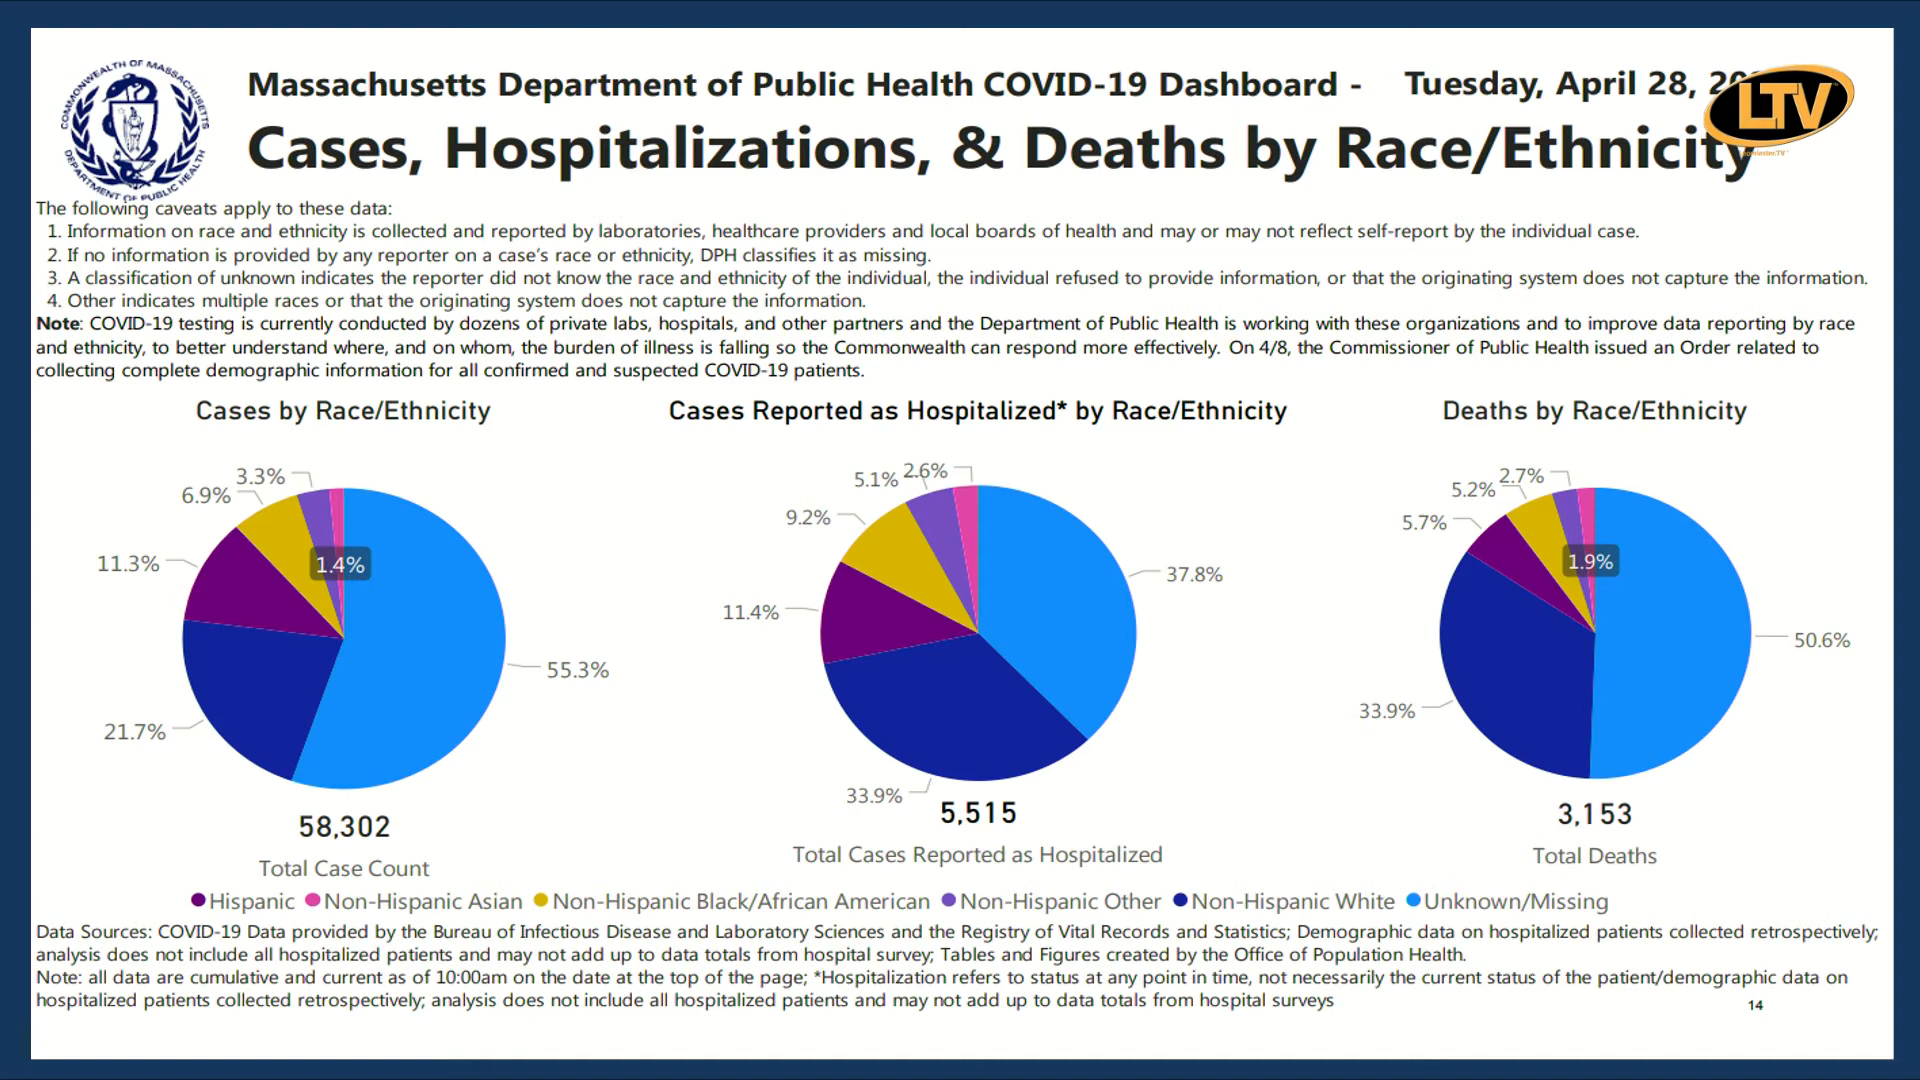 COMMONWEALTH OF MASSACHUSETTS
DEPARTMENT OF PUBLIC HEALTH
Massachusetts Department of Public Health COVID-19 Dashboard - Tuesday, April 28,
LTV
Cases, Hospitalizations, & Deaths by Race/Ethnicity
The following caveats apply to these data:
1. Information on race and ethnicity is collected and reported by laboratories, healthcare providers and local boards of health and may or may not reflect self-report by the individual case.
2. If no information is provided by any reporter on a case's race or ethnicity, DPH classifies it as missing.
3. A classification of unknown indicates the reporter did not know the race and ethnicity of the individual, the individual refused to provide information, or that the originating system does not capture the information.
4. Other indicates multiple races or that the originating system does not capture the information.
Note: COVID-19 testing is currently conducted by dozens of private labs, hospitals, and other partners and the Department of Public Health is working with these organizations and to improve data reporting by race
and ethnicity, to better understand where, and on whom, the burden of illness is falling so the Commonwealth can respond more effectively. On 4/8, the Commissioner of Public Health issued an Order related to
collecting complete demographic information for all confirmed and suspected COVID-19 patients.
Cases by Race/Ethnicity
3.3%
6.9%
11.3%
1.4%
55.3%
21.7%
58,302
Total Case Count
Cases Reported as Hospitalized* by Race/Ethnicity
2.6%
5.1%
9.2%
37.8%
11.4%
33.9%
5,515
Total Cases Reported as Hospitalized
Deaths by Race/Ethnicity
2.7%
5.2%
5.7%
1.9%
50.6%
33.9%
3,153
Total Deaths
Hispanic Non-Hispanic Asian Non-Hispanic Black/African American Non-Hispanic Other Non-Hispanic White Unknown/Missing
Data Sources: COVID-19 Data provided by the Bureau of Infectious Disease and Laboratory Sciences and the Registry of Vital Records and Statistics; Demographic data on hospitalized patients collected retrospectively;
analysis does not include all hospitalized patients and may not add up to data totals from hospital survey; Tables and Figures created by the Office of Population Health.
Note: all data are cumulative and current as of 10:00am on the date at the top of the page; *Hospitalization refers to status at any point in time, not necessarily the current status of the patient/demographic data on
hospitalized patients collected retrospectively; analysis does not include all hospitalized patients and may not add up to data totals from hospital surveys
14